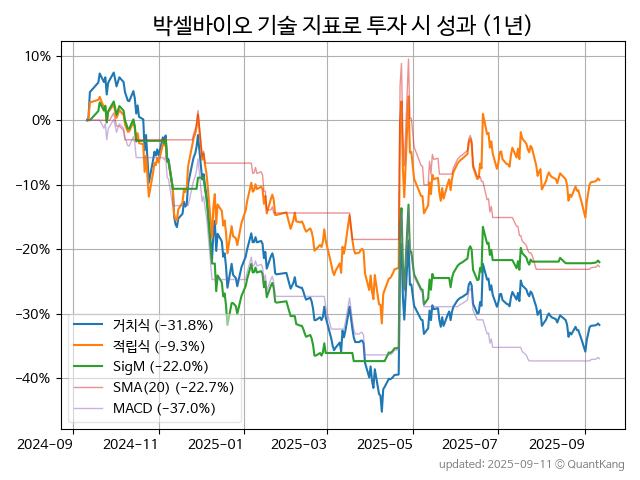 박셀바이오 기술 지표로 투자 시 성과 (1년)
10%
0%
−10%
−20%
−30%
−40%
거치식 (−31.8%)
적립식 (−9.3%)
SigM (−22.0%)
SMA(20) (−22.7%)
MACD (−37.0%)
2024−09 2024−11 2025−01 2025−03 2025−05 2025−07 2025−09
updated: 2025−09−11 © QuantKang